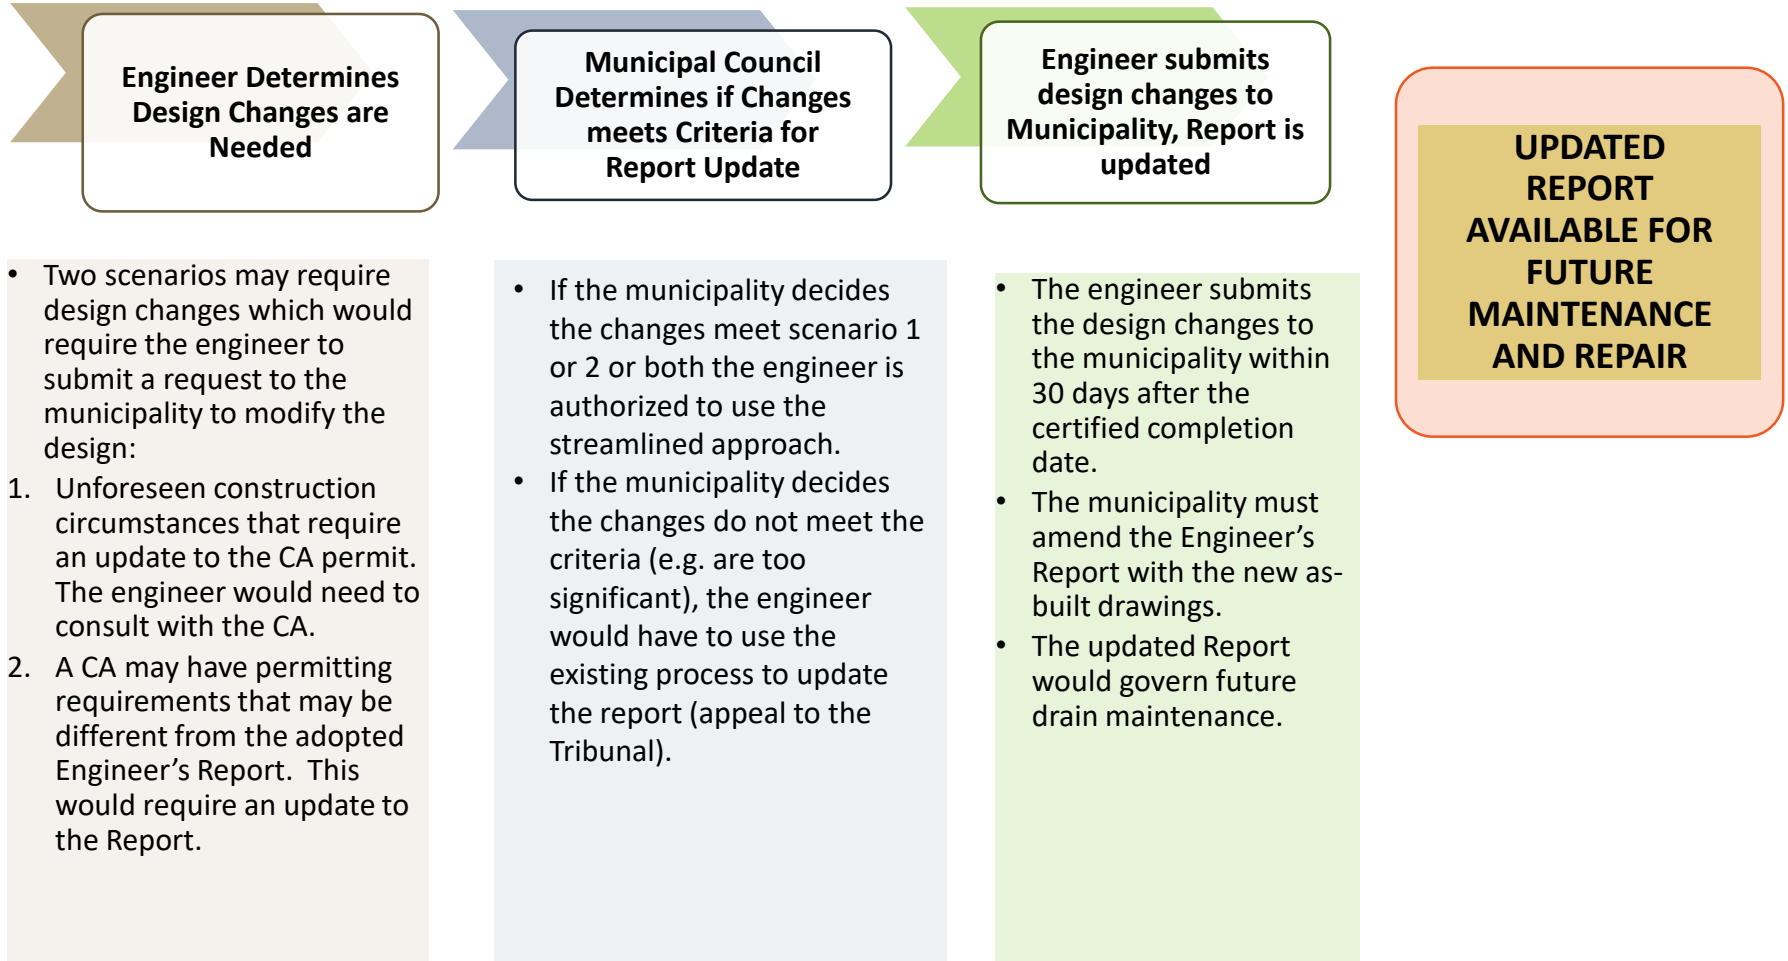 Engineer Determines
Design Changes are
Needed
Municipal Council
Determines if Changes
meets Criteria for
Report Update
Engineer submits
design changes to
Municipality, Report is
updated
UPDATED
REPORT
AVAILABLE FOR
FUTURE
MAINTENANCE
AND REPAIR
• Two scenarios may require
design changes which would
require the engineer to
submit a request to the
municipality to modify the
design:
1. Unforeseen construction
circumstances that require
an update to the CA permit.
The engineer would need to
consult with the CA.
2. A CA may have permitting
requirements that may be
different from the adopted
Engineer’s Report.  This
would require an update to
the Report.
• If the municipality decides
the changes meet scenario 1
or 2 or both the engineer is
authorized to use the
streamlined approach.
• If the municipality decides
the changes do not meet the
criteria (e.g. are too
significant), the engineer
would have to use the
existing process to update
the report (appeal to the
Tribunal).
• The engineer submits
the design changes to
the municipality within
30 days after the
certified completion
date.
• The municipality must
amend the Engineer’s
Report with the new as-
built drawings.
• The updated Report
would govern future
drain maintenance.